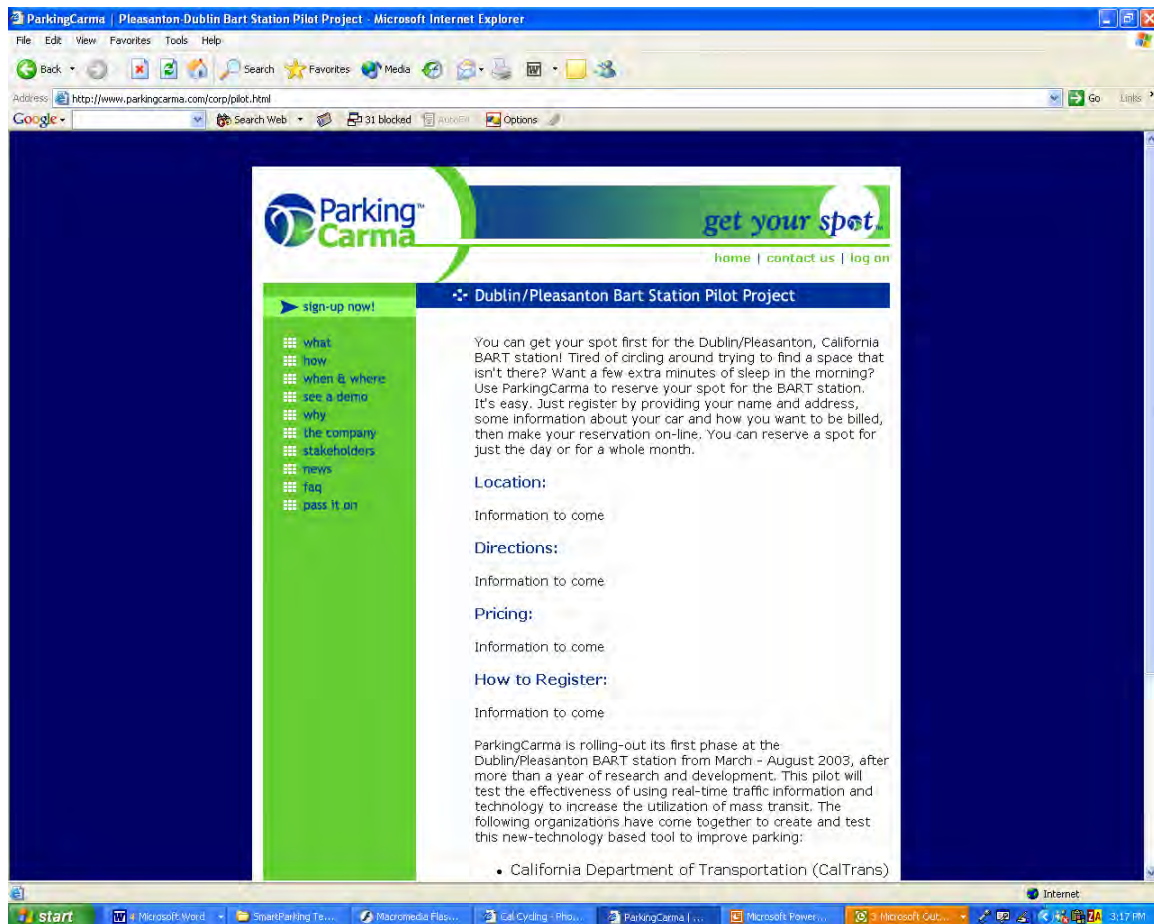 ParkingCarma | Pleasanton-Dublin Bart Station Pilot Project - Microsoft Internet Explorer
File Edit View Favorites Tools Help
Back Search Favorites Media
Address http://www.parkingcarma.com/corp/pilot.html Go Links
Google Search Web 31 blocked AutoFill Options
Parking™
Carma
get your spot
home | contact us | log on
sign-up now!
Dublin/Pleasanton Bart Station Pilot Project
what
how
when & where
see a demo
why
the company
stakeholders
news
faq
pass it on
You can get your spot first for the Dublin/Pleasanton, California
BART station! Tired of circling around trying to find a space that
isn't there? Want a few extra minutes of sleep in the morning?
Use ParkingCarma to reserve your spot for the BART station.
It's easy. Just register by providing your name and address,
some information about your car and how you want to be billed,
then make your reservation on-line. You can reserve a spot for
just the day or for a whole month.
Location:
Information to come
Directions:
Information to come
Pricing:
Information to come
How to Register:
Information to come
ParkingCarma is rolling-out its first phase at the
Dublin/Pleasanton BART station from March - August 2003, after
more than a year of research and development. This pilot will
test the effectiveness of using real-time traffic information and
technology to increase the utilization of mass transit. The
following organizations have come together to create and test
this new-technology based tool to improve parking:
• California Department of Transportation (CalTrans)
Internet
start 4 Microsoft Word SmartParking Te... Macromedia Flas... Cal Cycling - Pho... ParkingCarma | ... Microsoft Power... 3 Microsoft Out... 3:17 PM